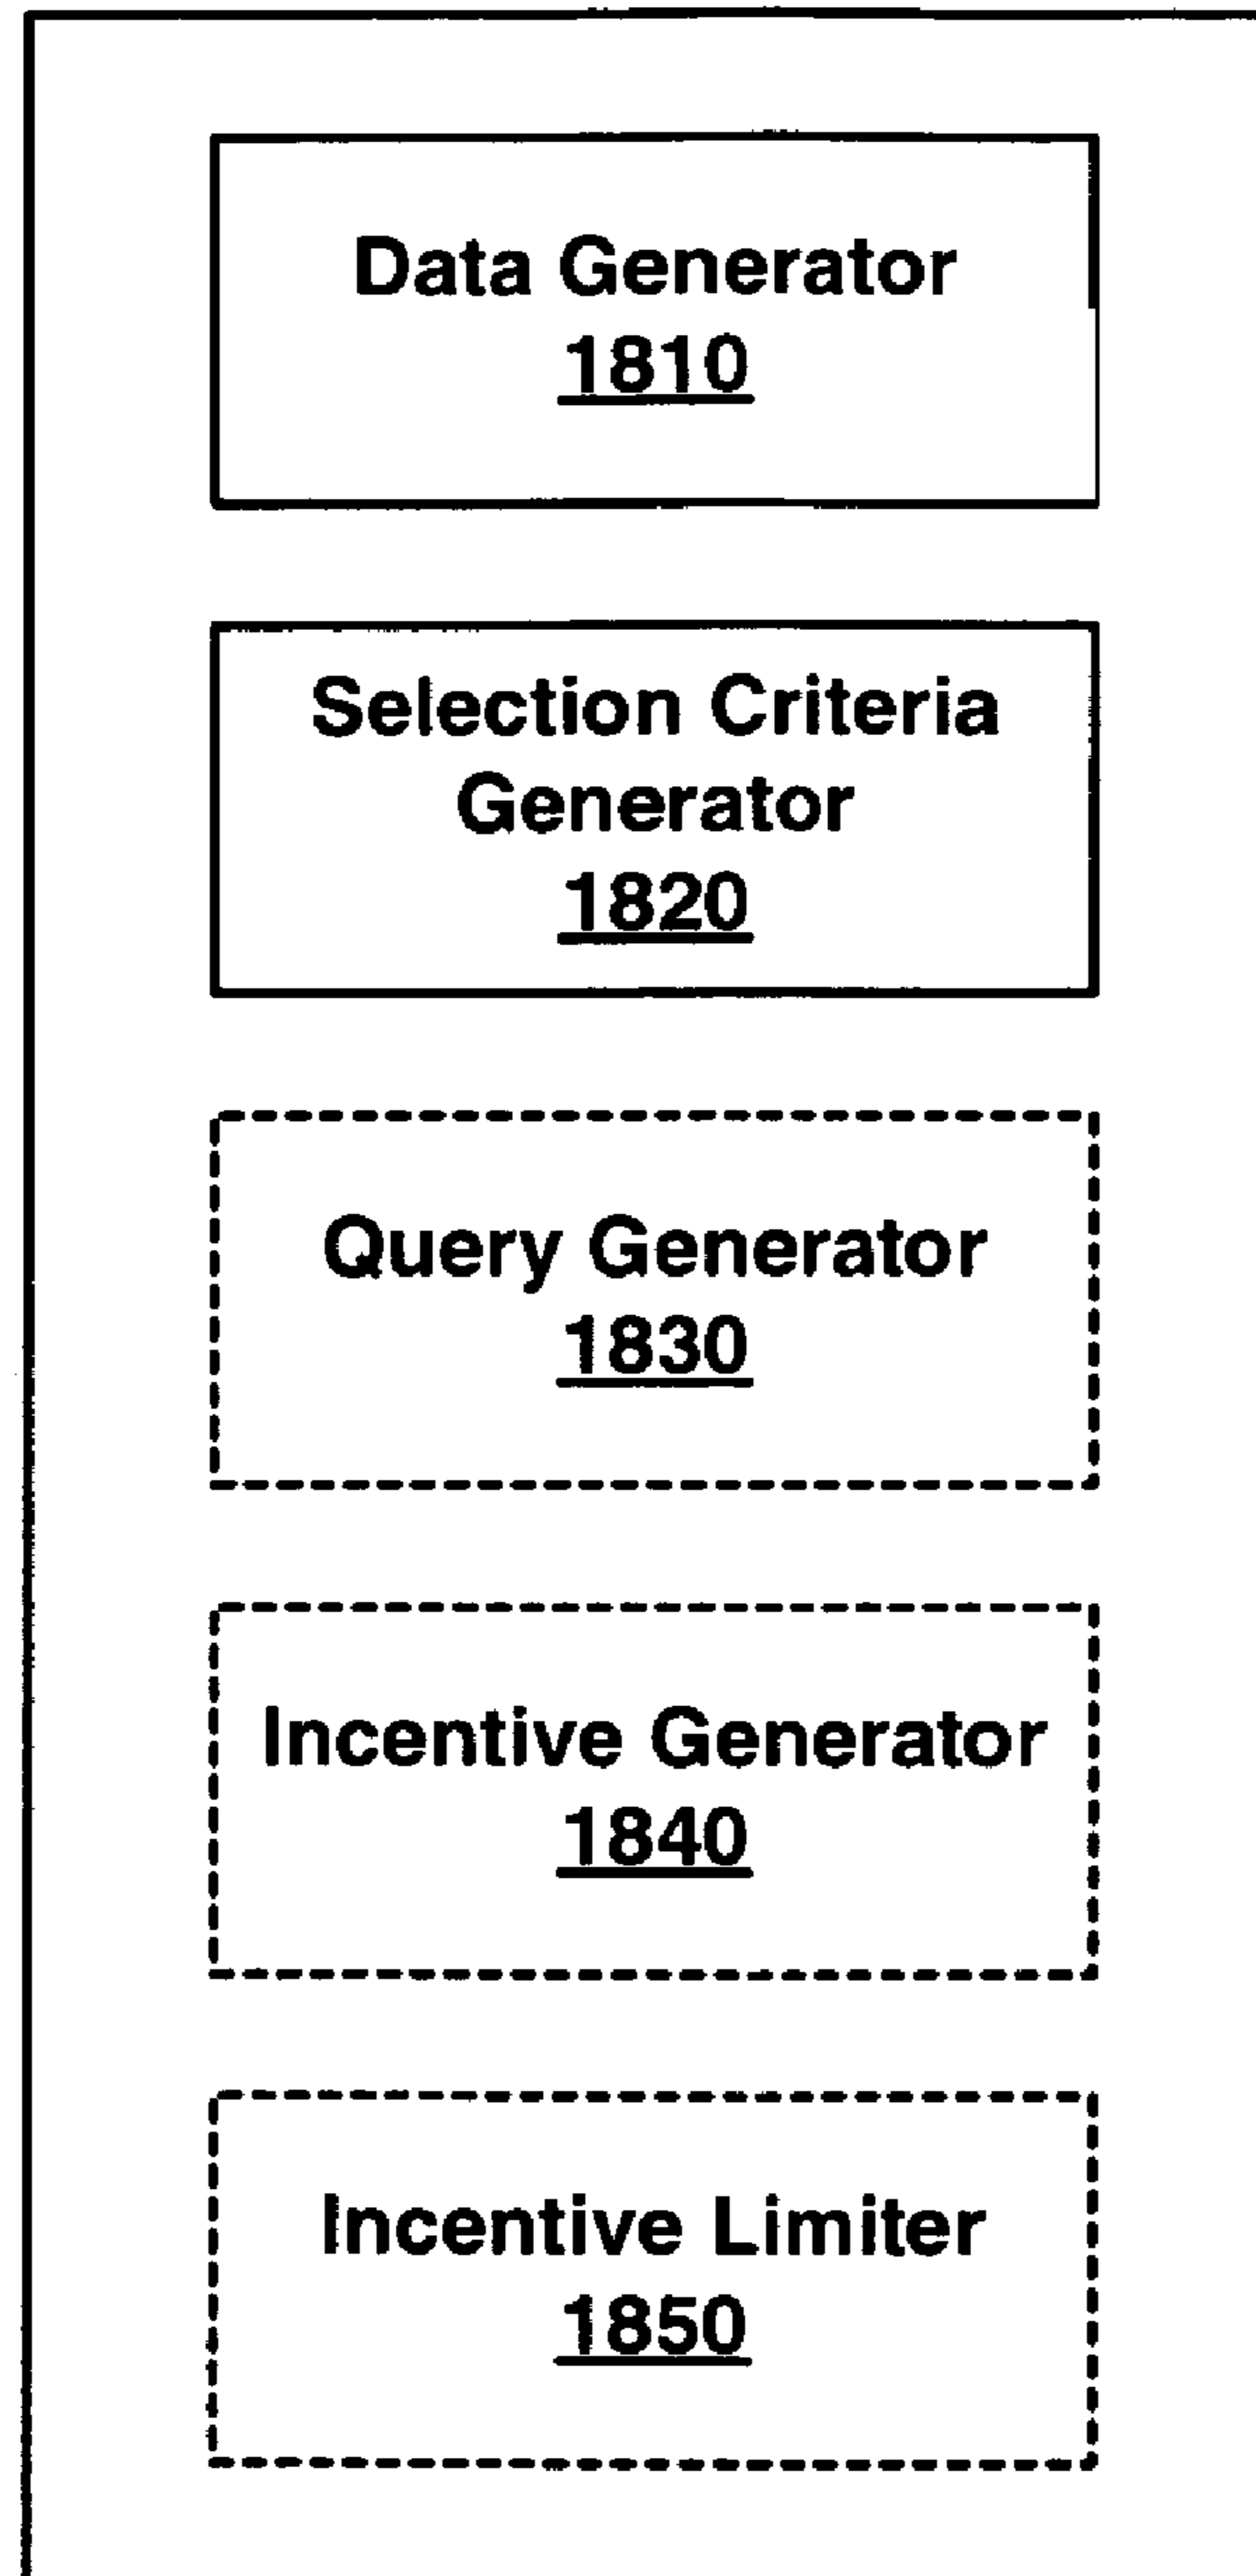 Data Generator
1810
Selection Criteria
Generator
1820
Query Generator
1830
Incentive Generator
1840
Incentive Limiter
1850